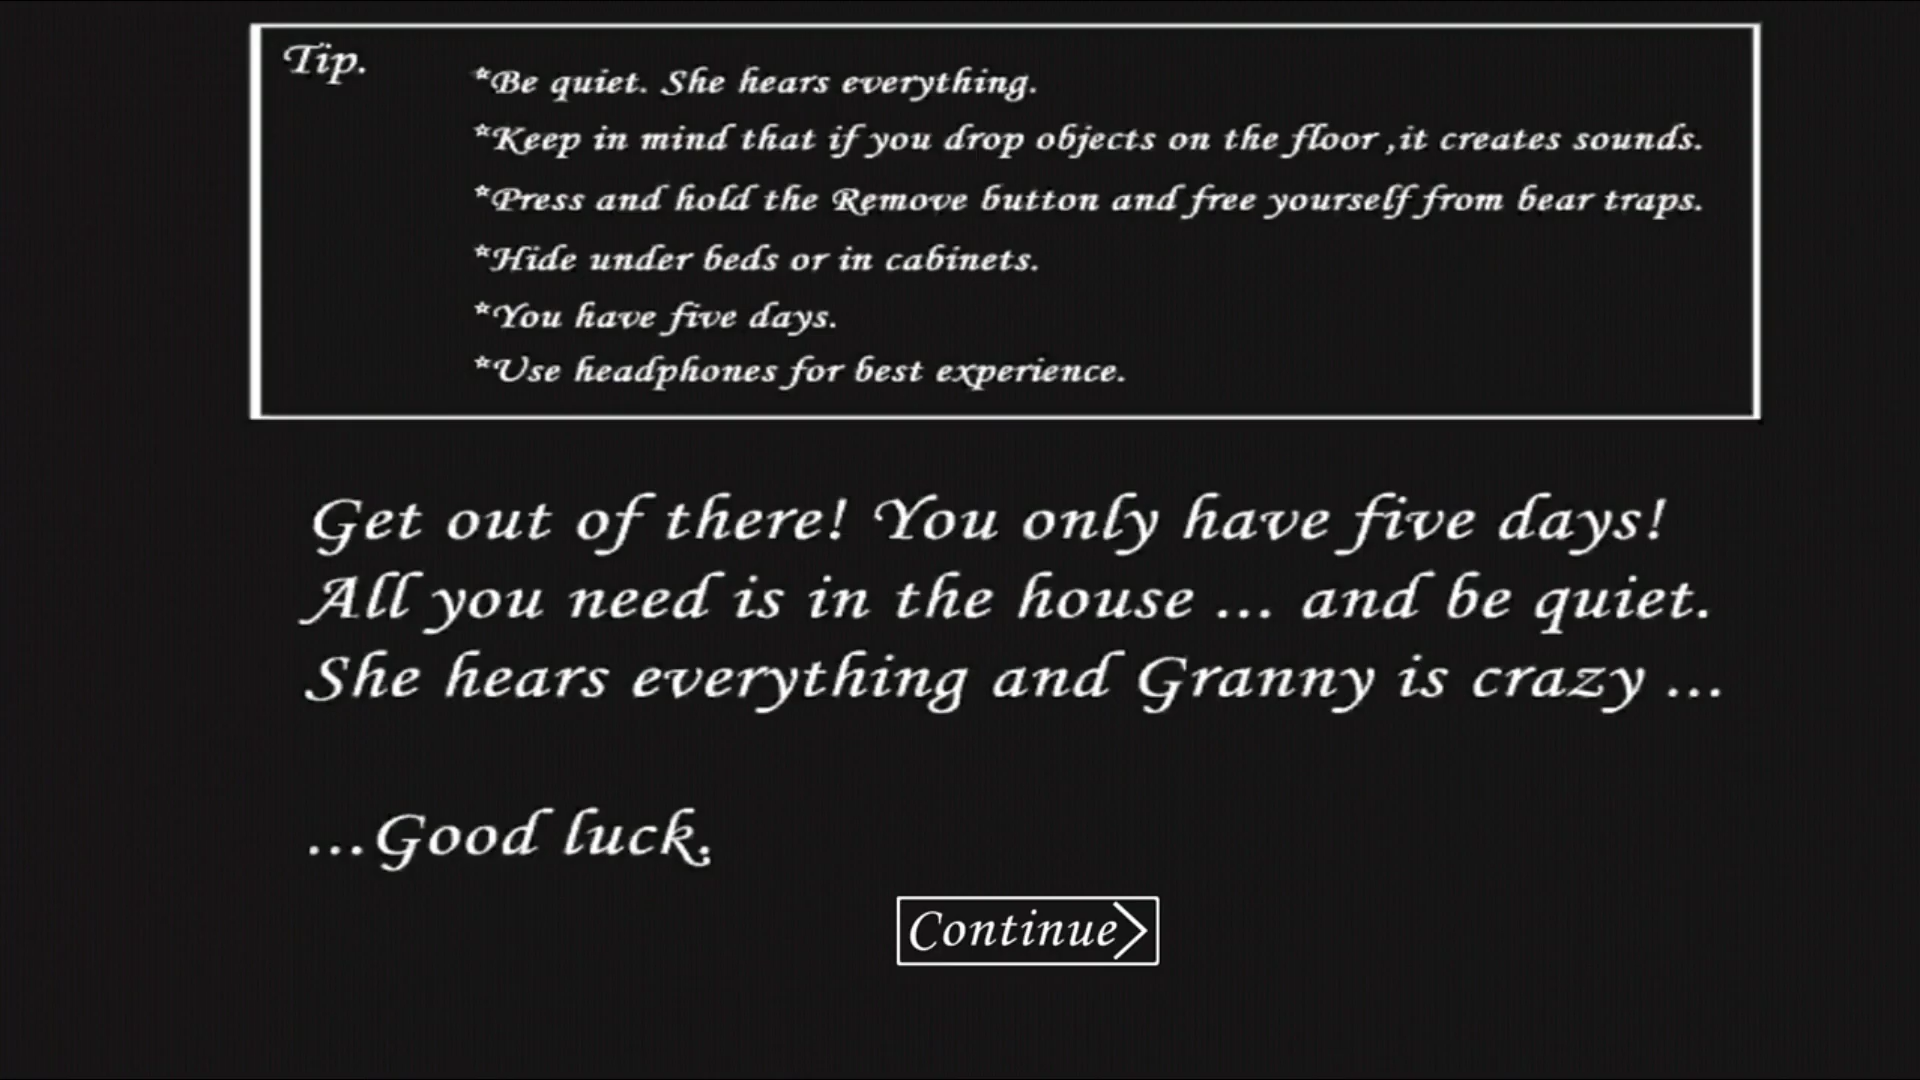 Tip.
*Be quiet. She hears everything.
*Keep in mind that if you drop objects on the floor ,it creates sounds.
*Press and hold the Remove button and free yourself from bear traps.
*Hide under beds or in cabinets.
*You have five days.
*Use headphones for best experience.
Get out of there! You only have five days!
All you need is in the house ... and be quiet.
She hears everything and Granny is crazy ...
...Good luck.
Continue>